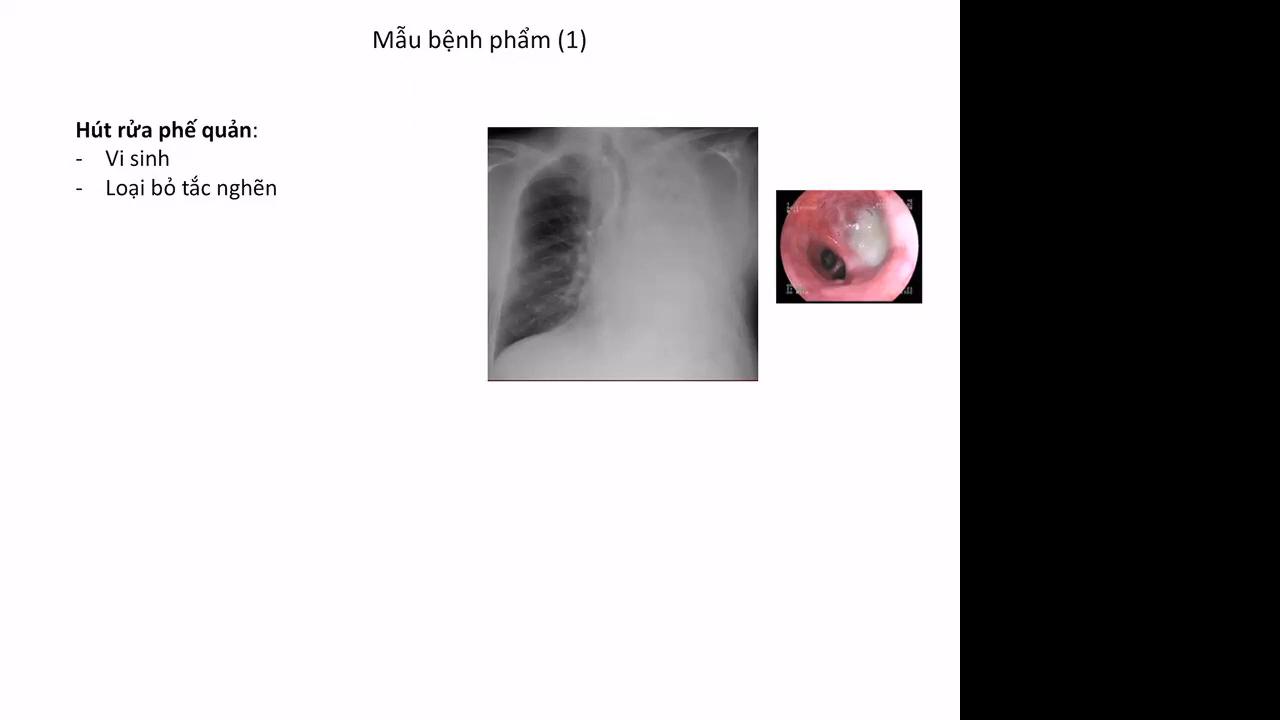 Mẫu bệnh phẩm (1)
Hút rửa phế quản:
- Vi sinh
- Loại bỏ tắc nghẽn